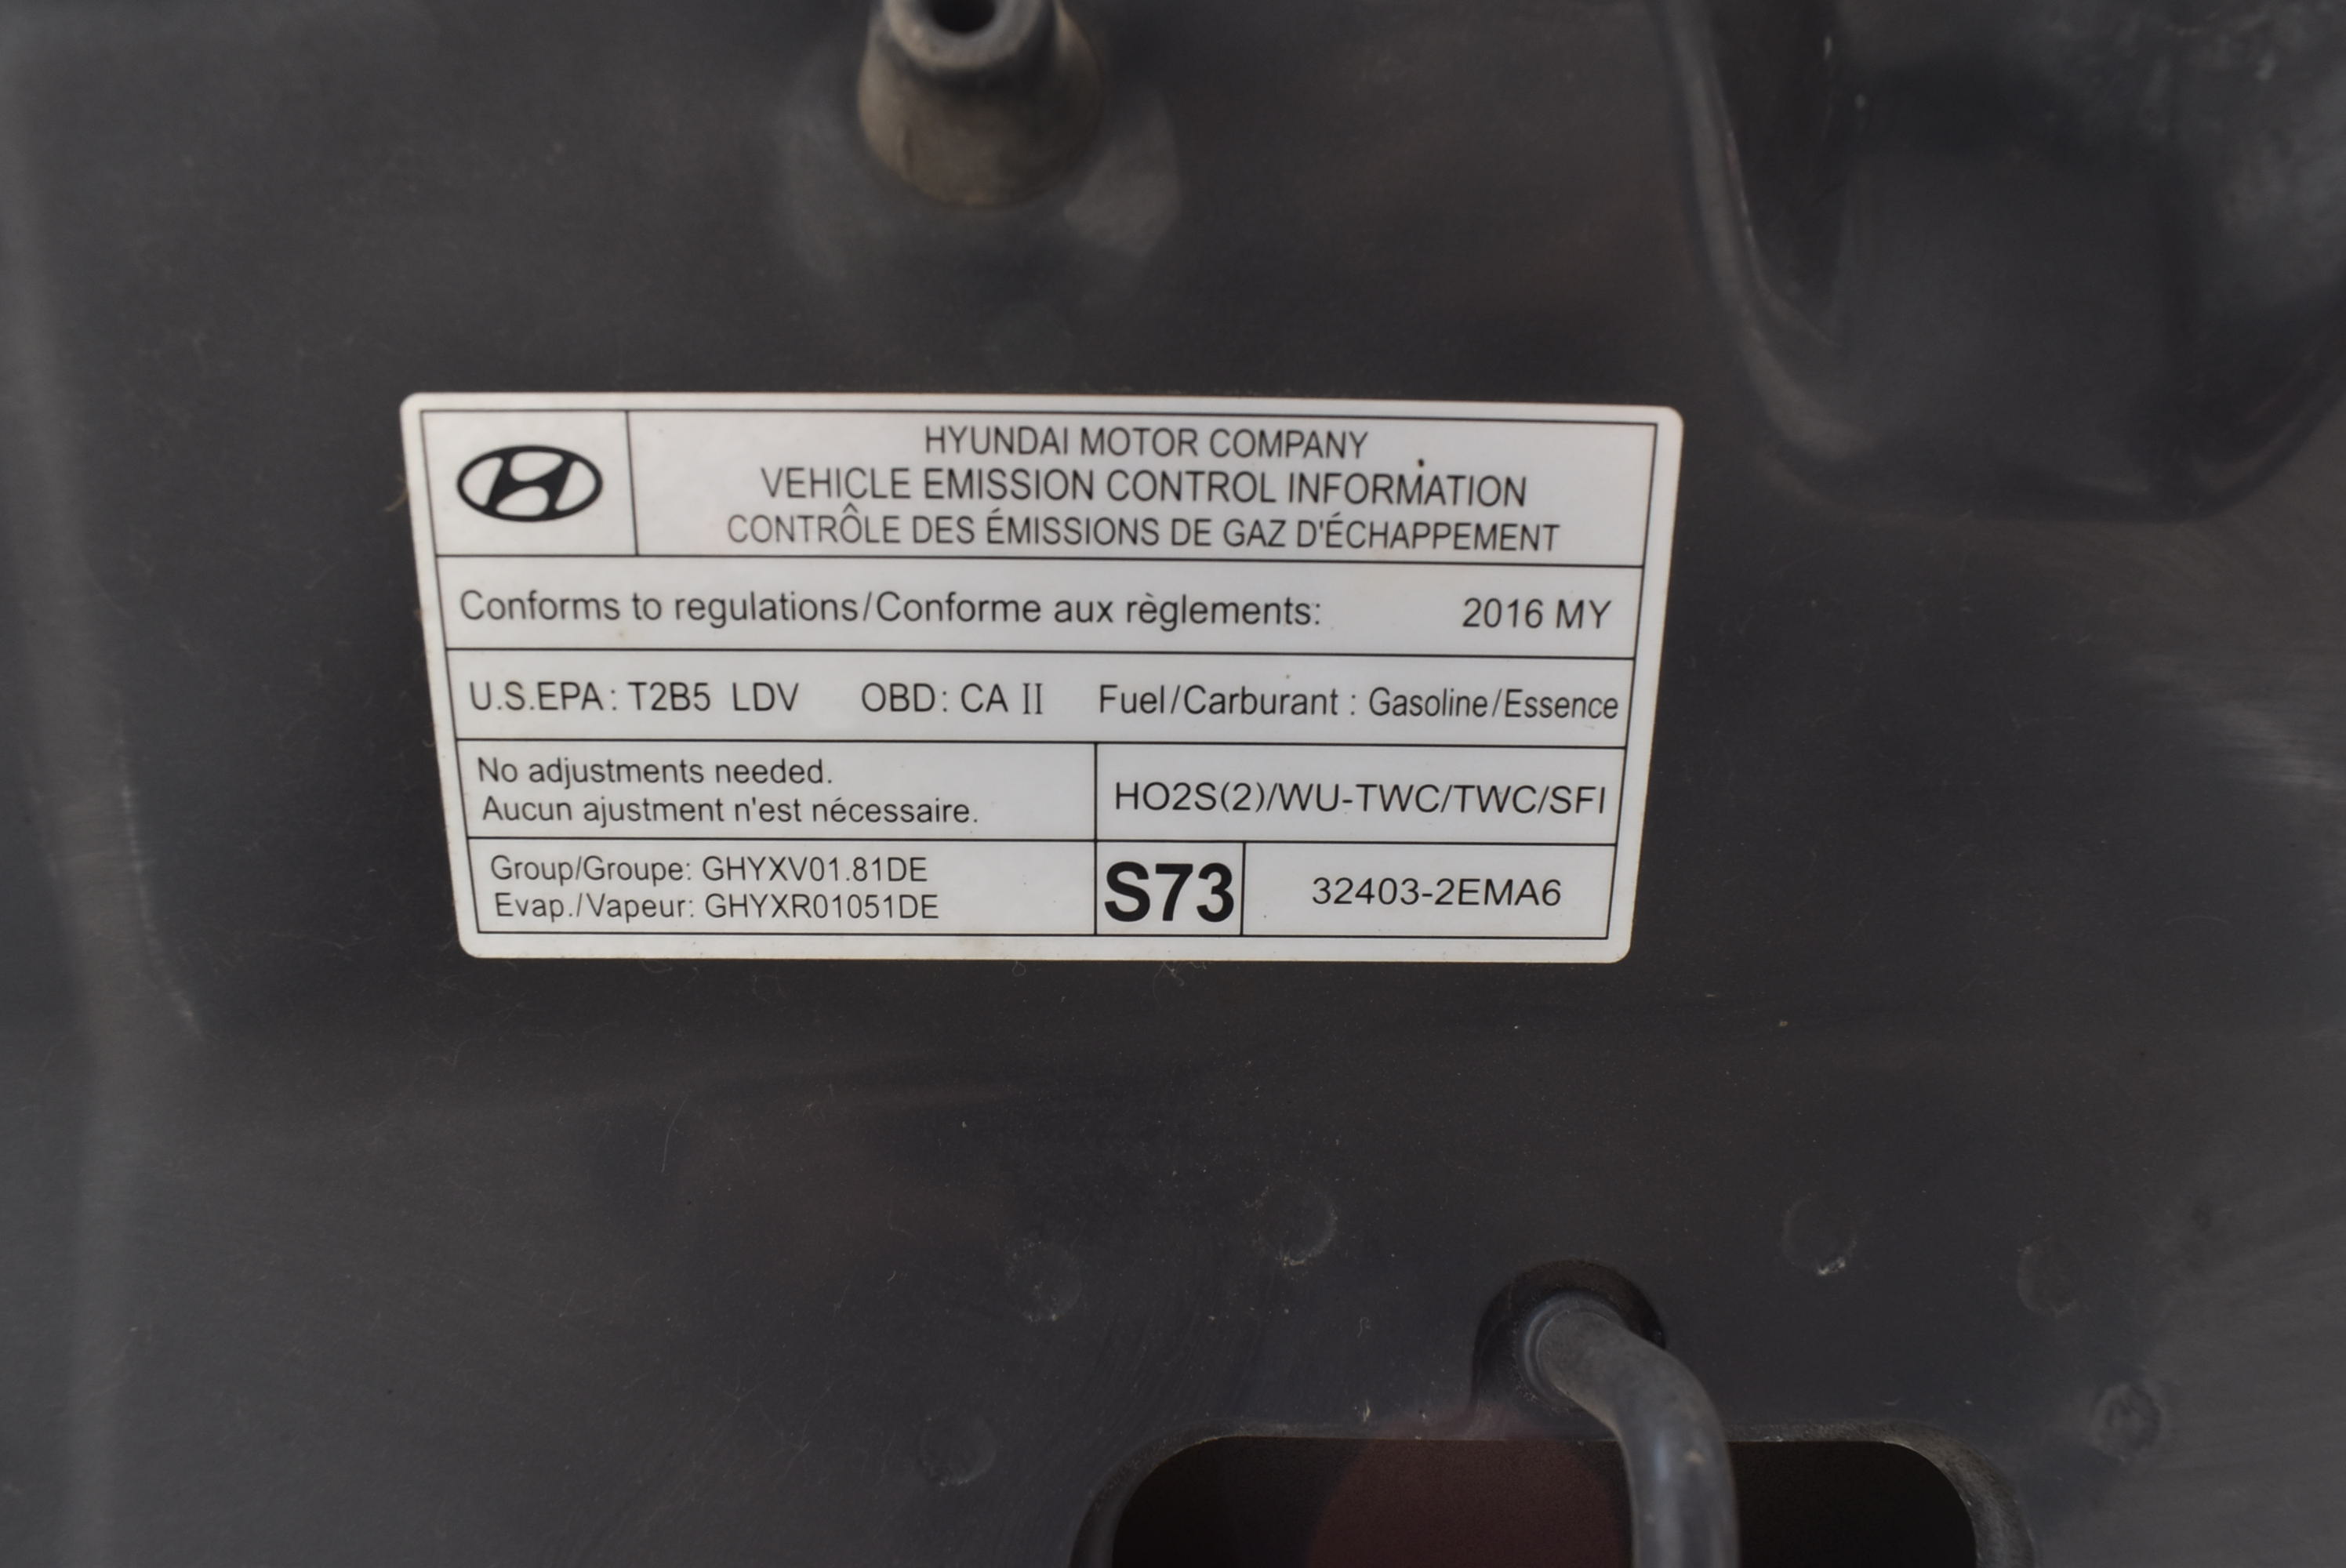 HYUNDAI MOTOR COMPANY
VEHICLE EMISSION CONTROL INFORMATION
CONTRÔLE DES ÉMISSIONS DE GAZ D'ÉCHAPPEMENT
Conforms to regulations/Conforme aux règlements: 2016 MY
U.S.EPA: T2B5 LDV OBD: CA II Fuel/Carburant : Gasoline/Essence
No adjustments needed.
Aucun ajustment n'est nécessaire.
HO2S(2)/WU-TWC/TWC/SFI
Group/Groupe: GHYXV01.81DE
Evap./Vapeur: GHYXR01051DE
S73
32403-2EMA6